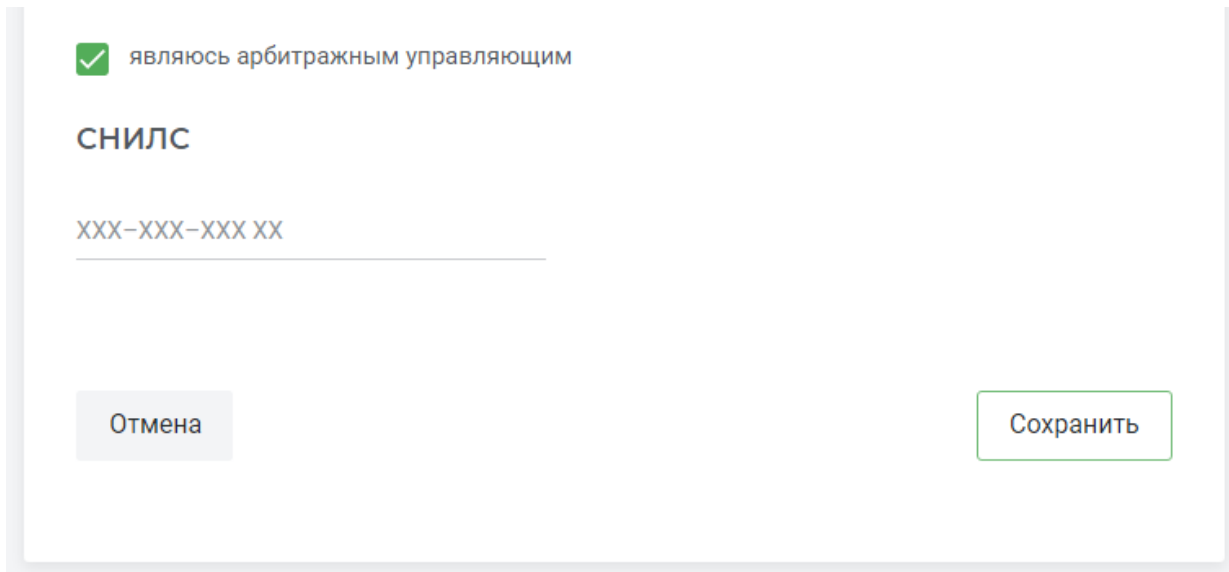 являюсь арбитражным управляющим
СНИЛС
XXX–XXX–XXX XX
Отмена
Сохранить